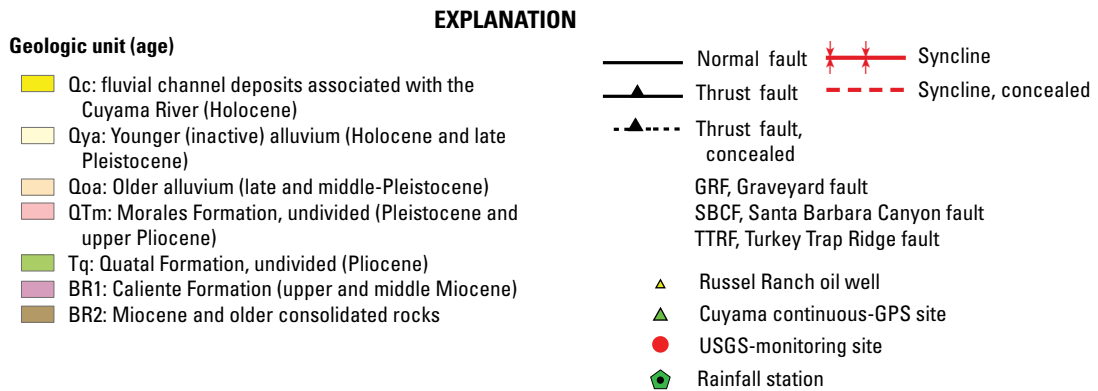 EXPLANATION
Geologic unit (age)
Qc: fluvial channel deposits associated with the
Cuyama River (Holocene)
Qya: Younger (inactive) alluvium (Holocene and late
Pleistocene)
Qoa: Older alluvium (late and middle-Pleistocene)
QTm: Morales Formation, undivided (Pleistocene and
upper Pliocene)
Tq: Quatal Formation, undivided (Pliocene)
BR1: Caliente Formation (upper and middle Miocene)
BR2: Miocene and older consolidated rocks
Normal fault
Thrust fault
Thrust fault,
concealed
Syncline
Syncline, concealed
GRF, Graveyard fault
SBCF, Santa Barbara Canyon fault
TTRF, Turkey Trap Ridge fault
Russel Ranch oil well
Cuyama continuous-GPS site
USGS-monitoring site
Rainfall station